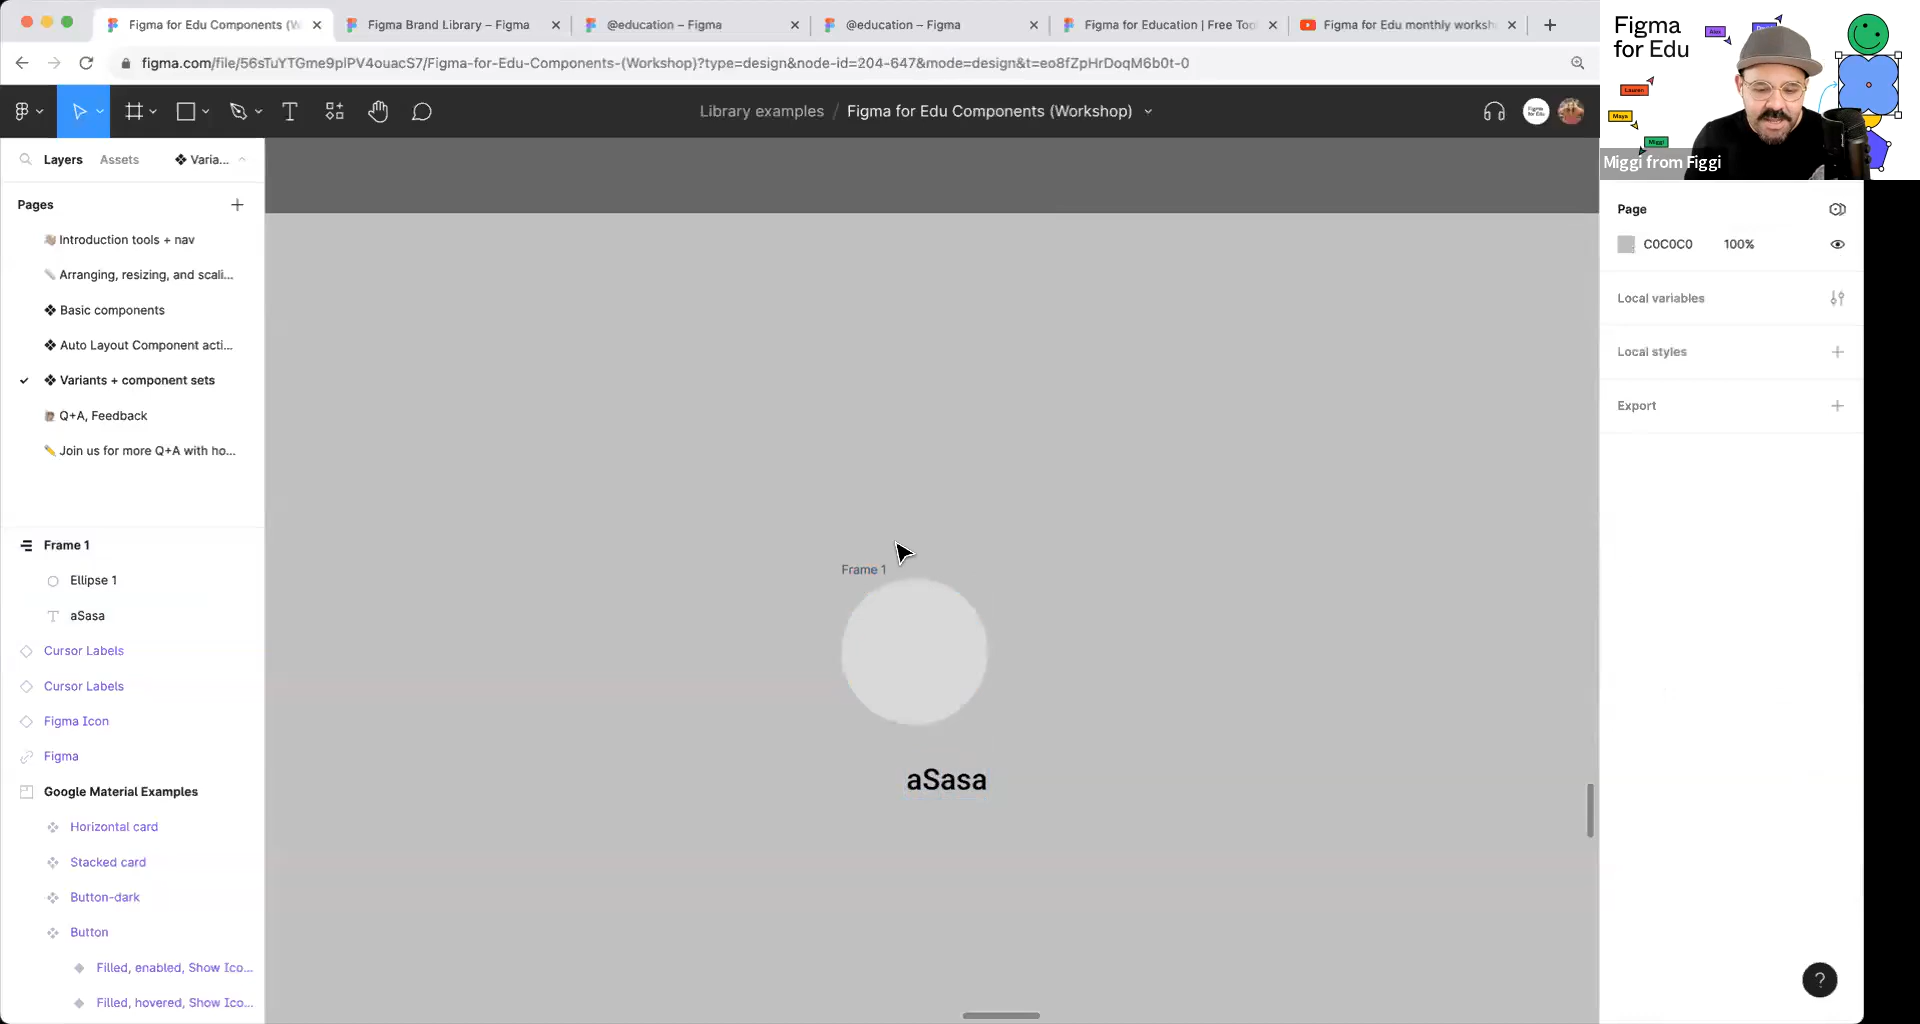 Figma for Edu Components (W
Figma Brand Library – Figma
@education – Figma
@education – Figma
Figma for Education | Free Too
Figma for Edu monthly worksh
figma.com/file/56sTuYTGme9plPV4ouacS7/Figma-for-Edu-Components-(Workshop)?type=design&node-id=204-647&mode=design&t=eo8fZpHrDoqM6b0t-0
Library examples / Figma for Edu Components (Workshop)
Figma
for Edu
Alex
Lauren
Maya
Miggi
Miggi from Figgi
Layers
Assets
Varia...
Pages
Introduction tools + nav
Arranging, resizing, and scali...
Basic components
Auto Layout Component acti...
Variants + component sets
Q+A, Feedback
Join us for more Q+A with ho...
Frame 1
Ellipse 1
aSasa
Cursor Labels
Cursor Labels
Figma Icon
Figma
Google Material Examples
Horizontal card
Stacked card
Button-dark
Button
Filled, enabled, Show Ico...
Filled, hovered, Show Ico...
Frame 1
aSasa
Page
C0C0C0 100%
Local variables
Local styles
Export
?